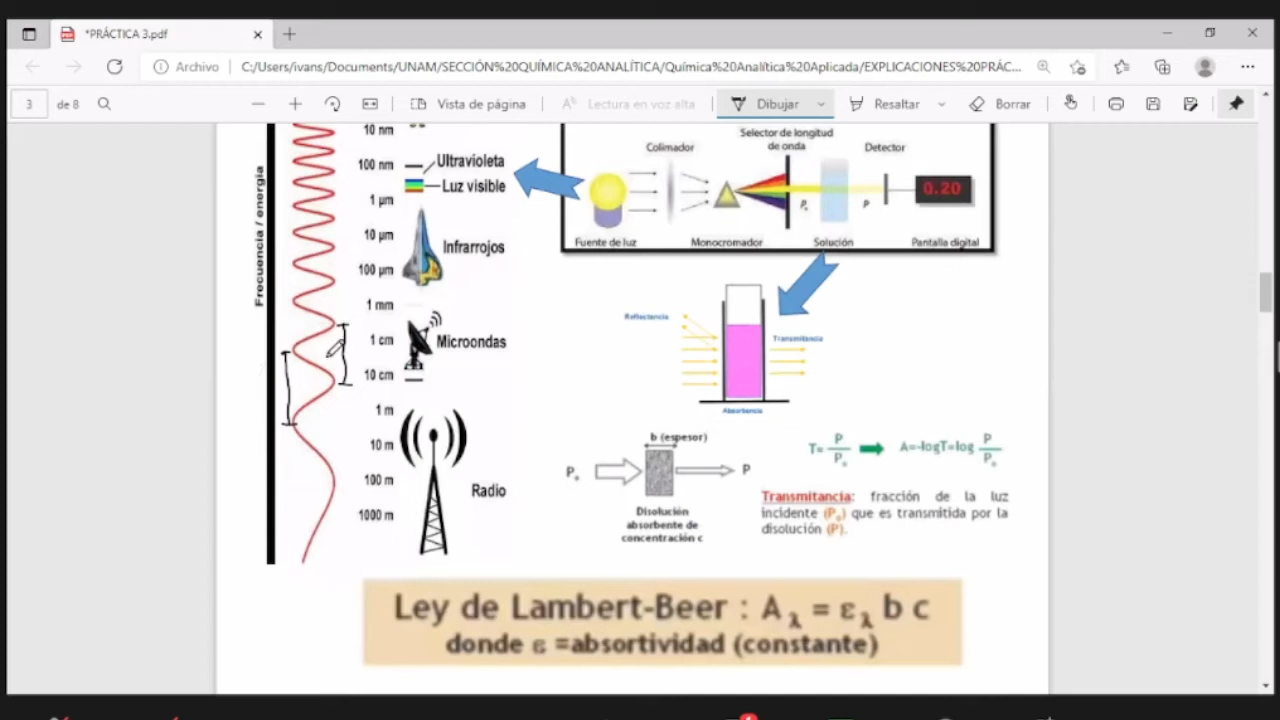 *PRÁCTICA 3.pdf
Archivo
C:/Users/ivans/Documents/UNAM/SECCIÓN%20QUÍMICA%20ANALÍTICA/Química%20Analítica%20Aplicada/EXPLICACIONES%20PRÁC...
3 de 8
Vista de página
Lectura en voz alta
Dibujar
Resaltar
Borrar
Frecuencia / energía
10 nm
100 nm
Ultravioleta
Luz visible
1 µm
10 µm
Infrarrojos
100 µm
1 mm
1 cm
Microondas
10 cm
1 m
10 m
100 m
Radio
1000 m
Selector de longitud
de onda
Colimador
Detector
0.20
P₀
P
Fuente de luz
Monocromador
Solución
Pantalla digital
Reflectancia
Transmitancia
Absorbancia
b (espesor)
P₀
P
Disolución
absorbente de
concentración c
T= P/P₀
A=-logT=log P/P₀
Transmitancia: fracción de la luz
incidente (P₀) que es transmitida por la
disolución (P).
Ley de Lambert-Beer : A λ = ε λ b c
donde ε =absortividad (constante)